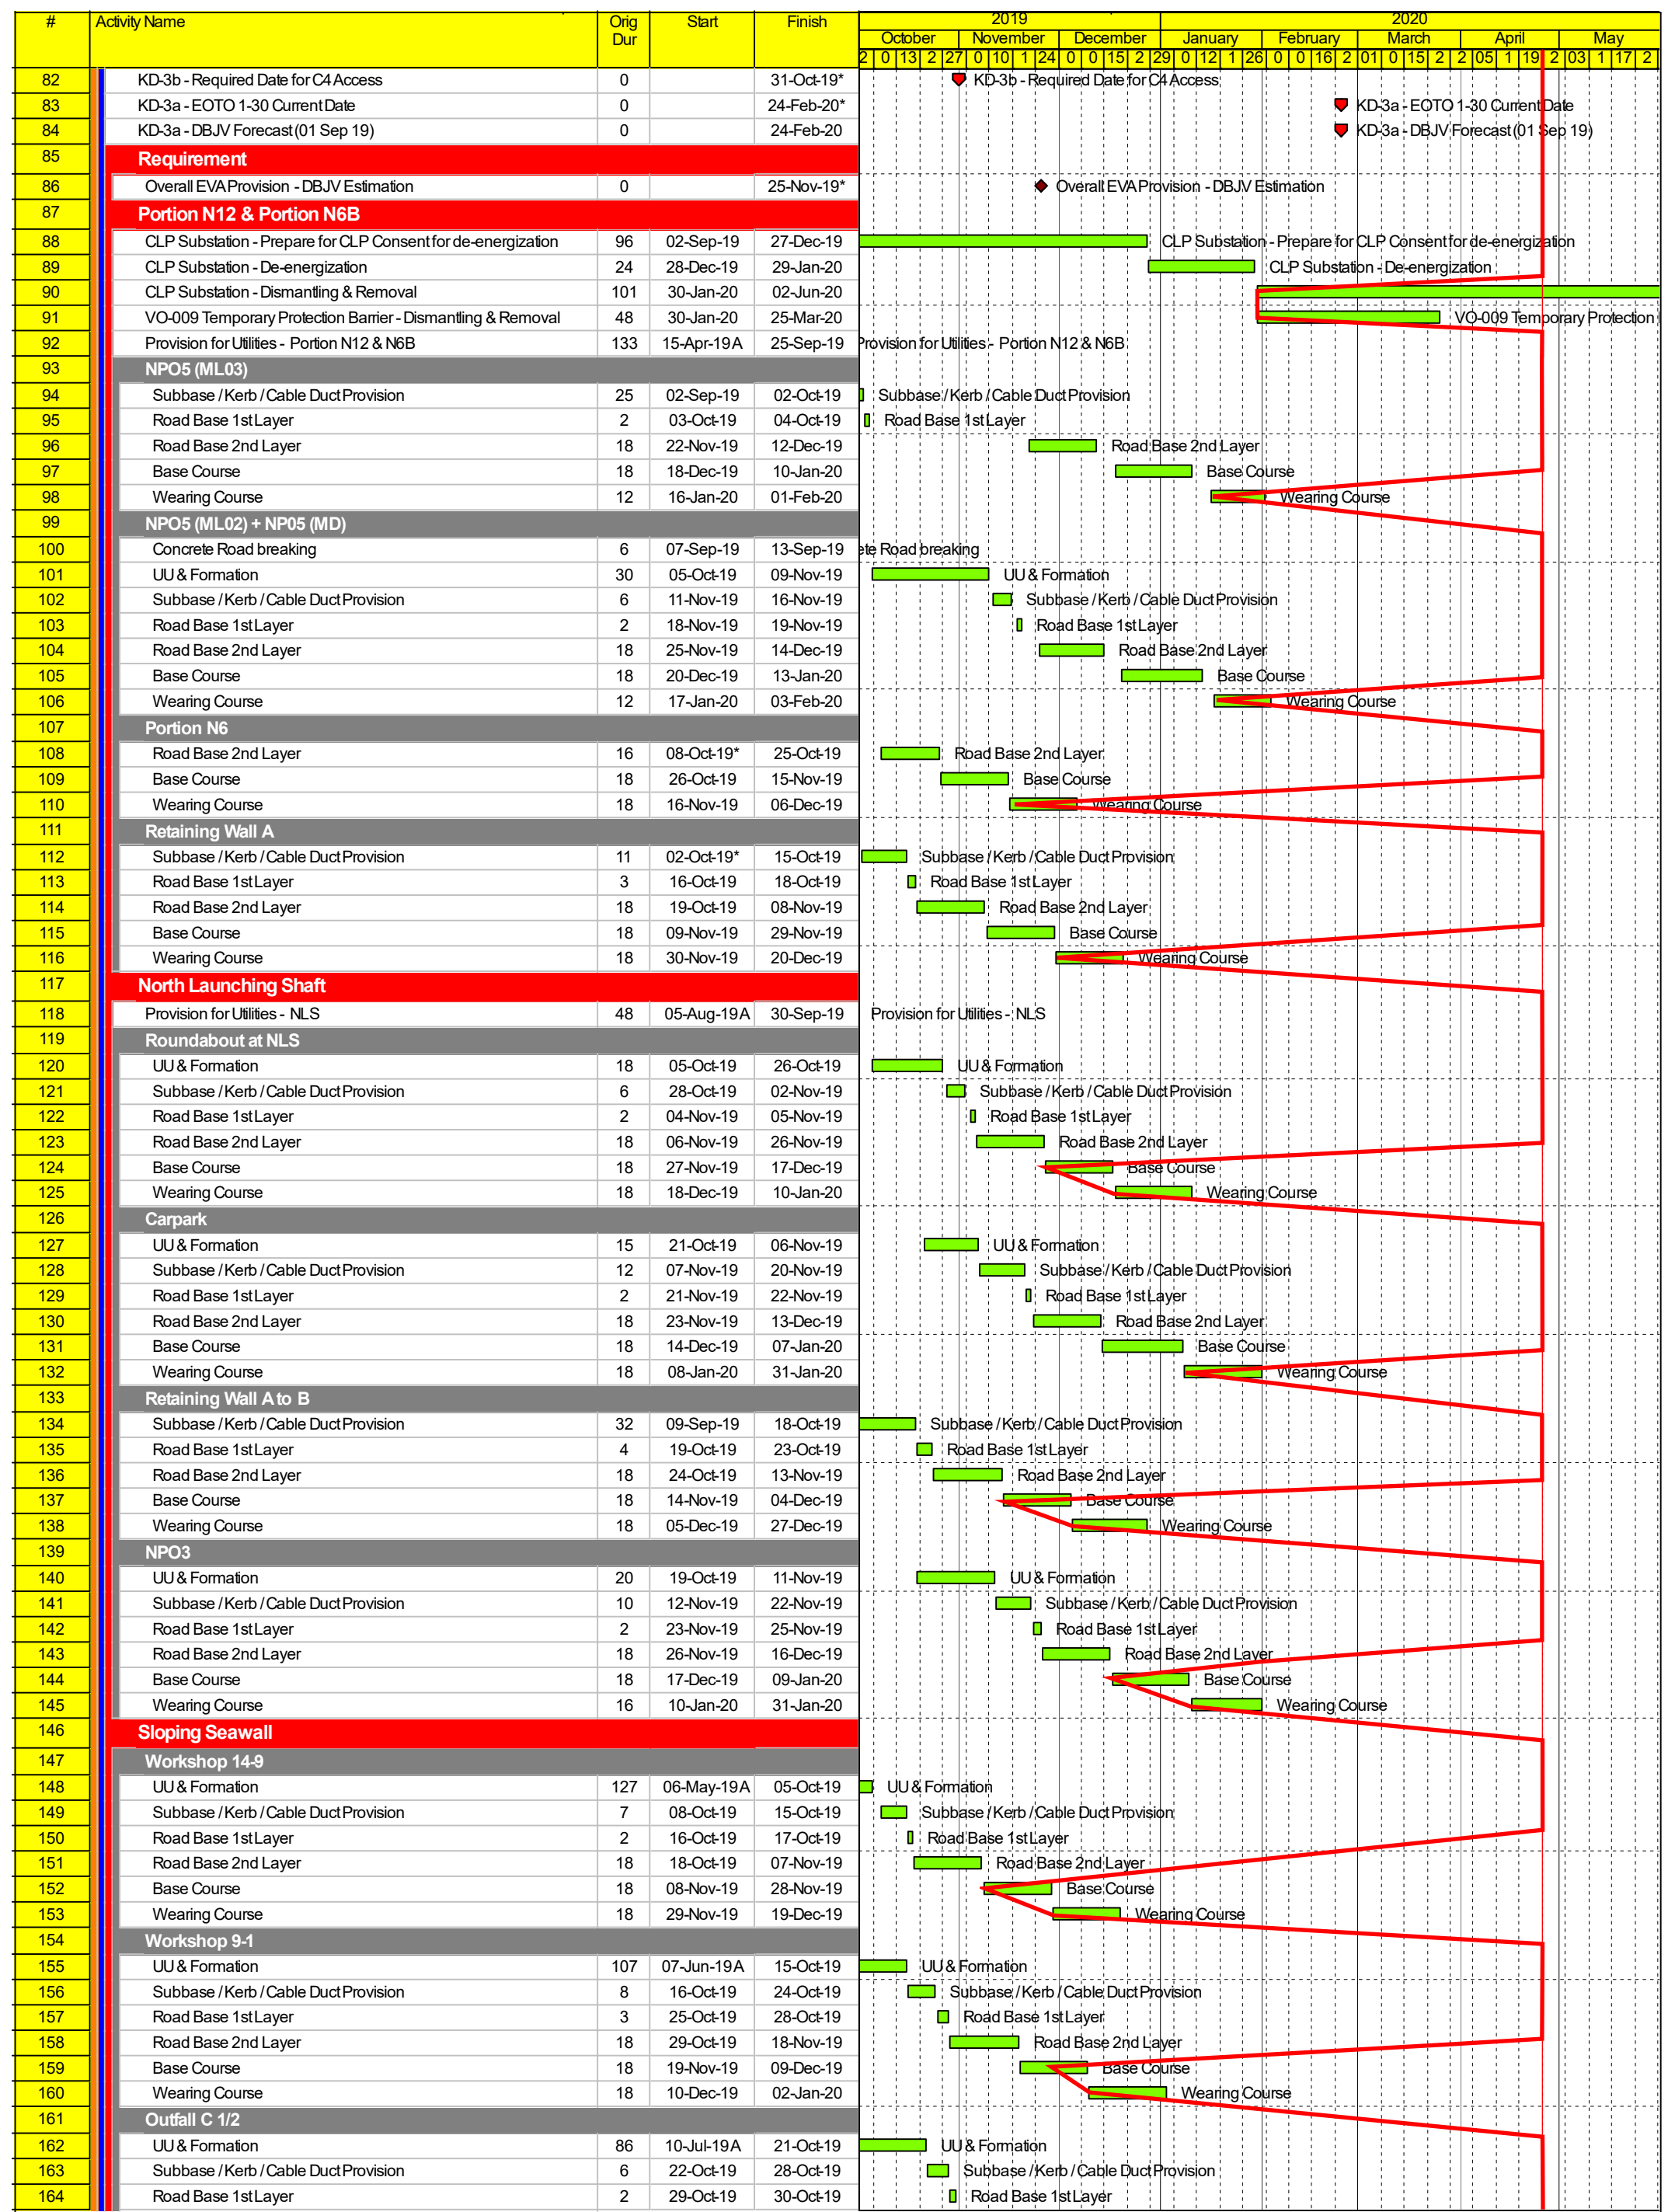 # Activity Name Orig Dur Start Finish 2019 2020
October November December January February March April May
2 0 13 2 27 0 10 1 24 0 0 15 2 29 0 12 1 26 0 0 16 2 01 0 15 2 2 05 1 19 2 03 1 17 2
82 KD-3b - Required Date for C4 Access 0 31-Oct-19* KD-3b - Required Date for C4 Access
83 KD-3a - EOTO 1-30 Current Date 0 24-Feb-20* KD-3a - EOTO 1-30 Current Date
84 KD-3a - DBJV Forecast (01 Sep 19) 0 24-Feb-20 KD-3a - DBJV Forecast (01 Sep 19)
85 Requirement
86 Overall EVA Provision - DBJV Estimation 0 25-Nov-19* Overall EVA Provision - DBJV Estimation
87 Portion N12 & Portion N6B
88 CLP Substation - Prepare for CLP Consent for de-energization 96 02-Sep-19 27-Dec-19 CLP Substation - Prepare for CLP Consent for de-energization
89 CLP Substation - De-energization 24 28-Dec-19 29-Jan-20 CLP Substation - De-energization
90 CLP Substation - Dismantling & Removal 101 30-Jan-20 02-Jun-20
91 VO-009 Temporary Protection Barrier - Dismantling & Removal 48 30-Jan-20 25-Mar-20 VO-009 Temporary Protection
92 Provision for Utilities - Portion N12 & N6B 133 15-Apr-19 A 25-Sep-19 Provision for Utilities - Portion N12 & N6B
93 NPO5 (ML03)
94 Subbase / Kerb / Cable Duct Provision 25 02-Sep-19 02-Oct-19 Subbase / Kerb / Cable Duct Provision
95 Road Base 1st Layer 2 03-Oct-19 04-Oct-19 Road Base 1st Layer
96 Road Base 2nd Layer 18 22-Nov-19 12-Dec-19 Road Base 2nd Layer
97 Base Course 18 18-Dec-19 10-Jan-20 Base Course
98 Wearing Course 12 16-Jan-20 01-Feb-20 Wearing Course
99 NPO5 (ML02) + NP05 (MD)
100 Concrete Road breaking 6 07-Sep-19 13-Sep-19 ete Road breaking
101 UU & Formation 30 05-Oct-19 09-Nov-19 UU & Formation
102 Subbase / Kerb / Cable Duct Provision 6 11-Nov-19 16-Nov-19 Subbase / Kerb / Cable Duct Provision
103 Road Base 1st Layer 2 18-Nov-19 19-Nov-19 Road Base 1st Layer
104 Road Base 2nd Layer 18 25-Nov-19 14-Dec-19 Road Base 2nd Layer
105 Base Course 18 20-Dec-19 13-Jan-20 Base Course
106 Wearing Course 12 17-Jan-20 03-Feb-20 Wearing Course
107 Portion N6
108 Road Base 2nd Layer 16 08-Oct-19* 25-Oct-19 Road Base 2nd Layer
109 Base Course 18 26-Oct-19 15-Nov-19 Base Course
110 Wearing Course 18 16-Nov-19 06-Dec-19 Wearing Course
111 Retaining Wall A
112 Subbase / Kerb / Cable Duct Provision 11 02-Oct-19* 15-Oct-19 Subbase / Kerb / Cable Duct Provision
113 Road Base 1st Layer 3 16-Oct-19 18-Oct-19 Road Base 1st Layer
114 Road Base 2nd Layer 18 19-Oct-19 08-Nov-19 Road Base 2nd Layer
115 Base Course 18 09-Nov-19 29-Nov-19 Base Course
116 Wearing Course 18 30-Nov-19 20-Dec-19 Wearing Course
117 North Launching Shaft
118 Provision for Utilities - NLS 48 05-Aug-19 A 30-Sep-19 Provision for Utilities - NLS
119 Roundabout at NLS
120 UU & Formation 18 05-Oct-19 26-Oct-19 UU & Formation
121 Subbase / Kerb / Cable Duct Provision 6 28-Oct-19 02-Nov-19 Subbase / Kerb / Cable Duct Provision
122 Road Base 1st Layer 2 04-Nov-19 05-Nov-19 Road Base 1st Layer
123 Road Base 2nd Layer 18 06-Nov-19 26-Nov-19 Road Base 2nd Layer
124 Base Course 18 27-Nov-19 17-Dec-19 Base Course
125 Wearing Course 18 18-Dec-19 10-Jan-20 Wearing Course
126 Carpark
127 UU & Formation 15 21-Oct-19 06-Nov-19 UU & Formation
128 Subbase / Kerb / Cable Duct Provision 12 07-Nov-19 20-Nov-19 Subbase / Kerb / Cable Duct Provision
129 Road Base 1st Layer 2 21-Nov-19 22-Nov-19 Road Base 1st Layer
130 Road Base 2nd Layer 18 23-Nov-19 13-Dec-19 Road Base 2nd Layer
131 Base Course 18 14-Dec-19 07-Jan-20 Base Course
132 Wearing Course 18 08-Jan-20 31-Jan-20 Wearing Course
133 Retaining Wall A to B
134 Subbase / Kerb / Cable Duct Provision 32 09-Sep-19 18-Oct-19 Subbase / Kerb / Cable Duct Provision
135 Road Base 1st Layer 4 19-Oct-19 23-Oct-19 Road Base 1st Layer
136 Road Base 2nd Layer 18 24-Oct-19 13-Nov-19 Road Base 2nd Layer
137 Base Course 18 14-Nov-19 04-Dec-19 Base Course
138 Wearing Course 18 05-Dec-19 27-Dec-19 Wearing Course
139 NPO3
140 UU & Formation 20 19-Oct-19 11-Nov-19 UU & Formation
141 Subbase / Kerb / Cable Duct Provision 10 12-Nov-19 22-Nov-19 Subbase / Kerb / Cable Duct Provision
142 Road Base 1st Layer 2 23-Nov-19 25-Nov-19 Road Base 1st Layer
143 Road Base 2nd Layer 18 26-Nov-19 16-Dec-19 Road Base 2nd Layer
144 Base Course 18 17-Dec-19 09-Jan-20 Base Course
145 Wearing Course 16 10-Jan-20 31-Jan-20 Wearing Course
146 Sloping Seawall
147 Workshop 14-9
148 UU & Formation 127 06-May-19 A 05-Oct-19 UU & Formation
149 Subbase / Kerb / Cable Duct Provision 7 08-Oct-19 15-Oct-19 Subbase / Kerb / Cable Duct Provision
150 Road Base 1st Layer 2 16-Oct-19 17-Oct-19 Road Base 1st Layer
151 Road Base 2nd Layer 18 18-Oct-19 07-Nov-19 Road Base 2nd Layer
152 Base Course 18 08-Nov-19 28-Nov-19 Base Course
153 Wearing Course 18 29-Nov-19 19-Dec-19 Wearing Course
154 Workshop 9-1
155 UU & Formation 107 07-Jun-19 A 15-Oct-19 UU & Formation
156 Subbase / Kerb / Cable Duct Provision 8 16-Oct-19 24-Oct-19 Subbase / Kerb / Cable Duct Provision
157 Road Base 1st Layer 3 25-Oct-19 28-Oct-19 Road Base 1st Layer
158 Road Base 2nd Layer 18 29-Oct-19 18-Nov-19 Road Base 2nd Layer
159 Base Course 18 19-Nov-19 09-Dec-19 Base Course
160 Wearing Course 18 10-Dec-19 02-Jan-20 Wearing Course
161 Outfall C 1/2
162 UU & Formation 86 10-Jul-19 A 21-Oct-19 UU & Formation
163 Subbase / Kerb / Cable Duct Provision 6 22-Oct-19 28-Oct-19 Subbase / Kerb / Cable Duct Provision
164 Road Base 1st Layer 2 29-Oct-19 30-Oct-19 Road Base 1st Layer